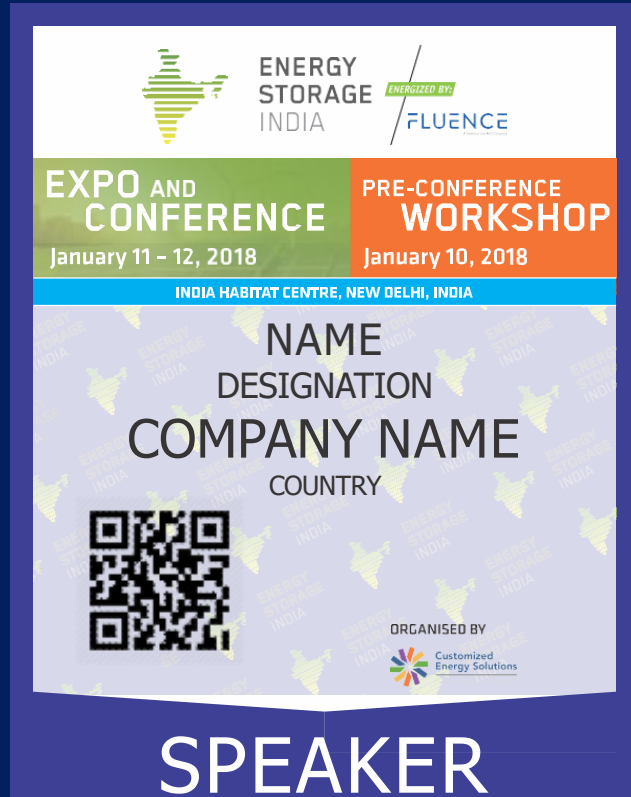 ENERGY
STORAGE
INDIA
ENERGIZED BY:
FLUENCE
EXPO AND
CONFERENCE
January 11 – 12, 2018
PRE-CONFERENCE
WORKSHOP
January 10, 2018
INDIA HABITAT CENTRE, NEW DELHI, INDIA
NAME
DESIGNATION
COMPANY NAME
COUNTRY
ORGANISED BY
Customized
Energy Solutions
SPEAKER